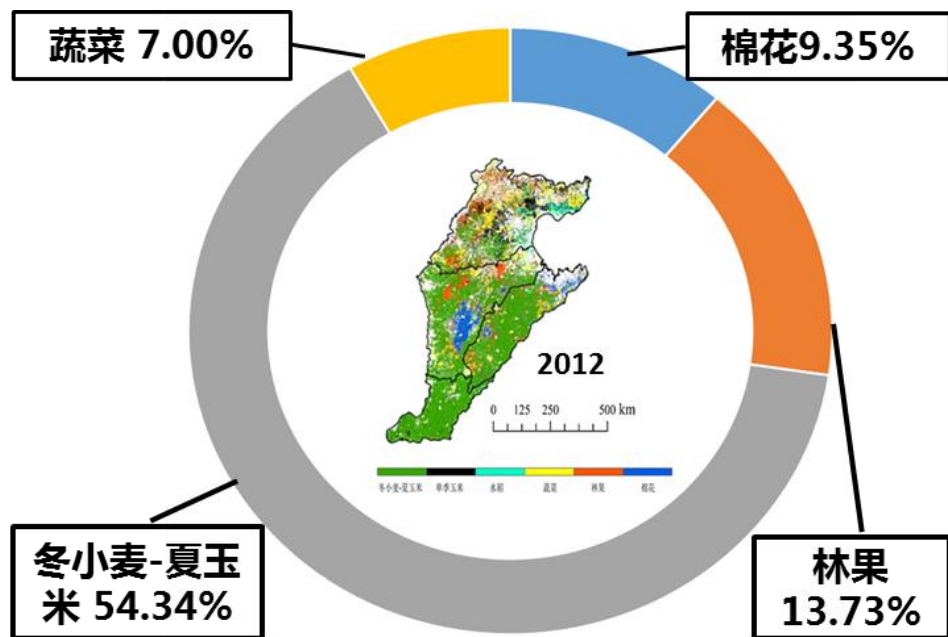 蔬菜 7.00%
棉花9.35%
2012
0 125 250 500 km
冬小麦-夏玉米 单季玉米 水稻 蔬菜 林果 棉花
冬小麦-夏玉
米 54.34%
林果
13.73%